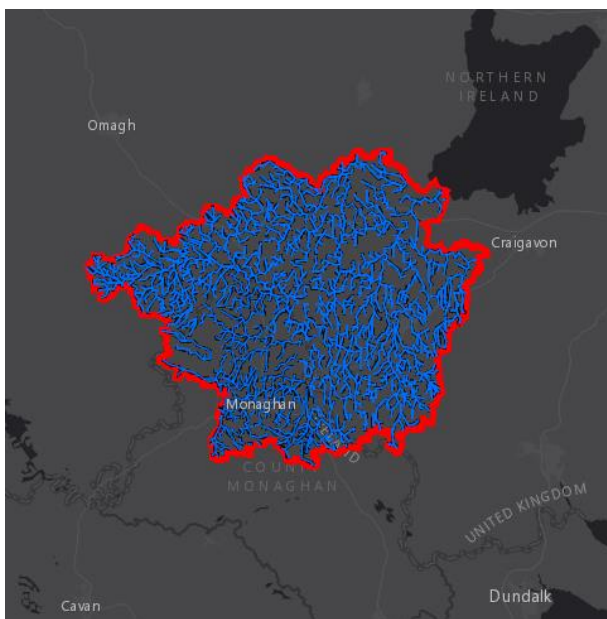 NORTHERN
IRELAND
Omagh
Craigavon
Monaghan
COUNTY
MONAGHAN
UNITED KINGDOM
Dundalk
Cavan